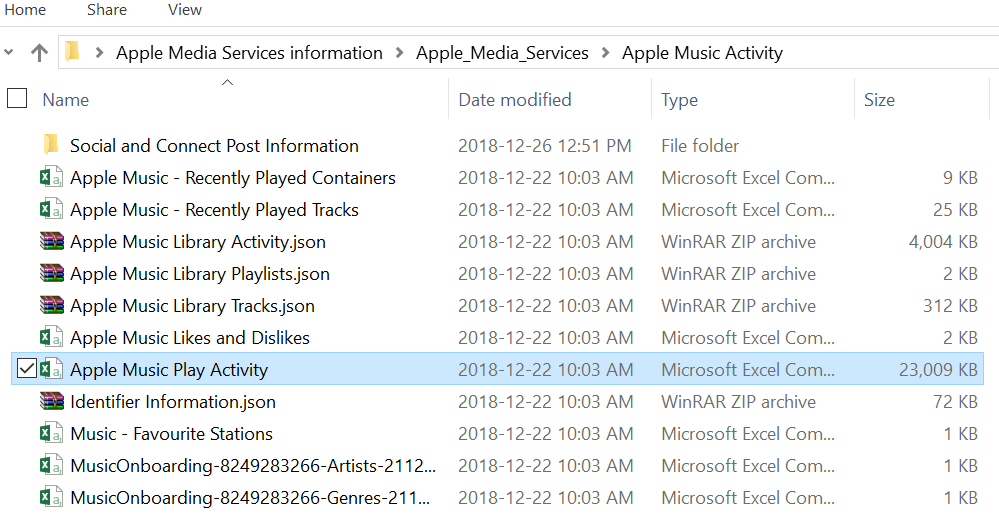 Home Share View
Apple Media Services information Apple_Media_Services Apple Music Activity
Name Date modified Type Size
Social and Connect Post Information 2018-12-26 12:51 PM File folder
Apple Music - Recently Played Containers 2018-12-22 10:03 AM Microsoft Excel Com... 9 KB
Apple Music - Recently Played Tracks 2018-12-22 10:03 AM Microsoft Excel Com... 25 KB
Apple Music Library Activity.json 2018-12-22 10:03 AM WinRAR ZIP archive 4,004 KB
Apple Music Library Playlists.json 2018-12-22 10:03 AM WinRAR ZIP archive 2 KB
Apple Music Library Tracks.json 2018-12-22 10:03 AM WinRAR ZIP archive 312 KB
Apple Music Likes and Dislikes 2018-12-22 10:03 AM Microsoft Excel Com... 2 KB
Apple Music Play Activity 2018-12-22 10:03 AM Microsoft Excel Com... 23,009 KB
Identifier Information.json 2018-12-22 10:03 AM WinRAR ZIP archive 72 KB
Music - Favourite Stations 2018-12-22 10:03 AM Microsoft Excel Com... 1 KB
MusicOnboarding-8249283266-Artists-2112... 2018-12-22 10:03 AM Microsoft Excel Com... 1 KB
MusicOnboarding-8249283266-Genres-211... 2018-12-22 10:03 AM Microsoft Excel Com... 1 KB